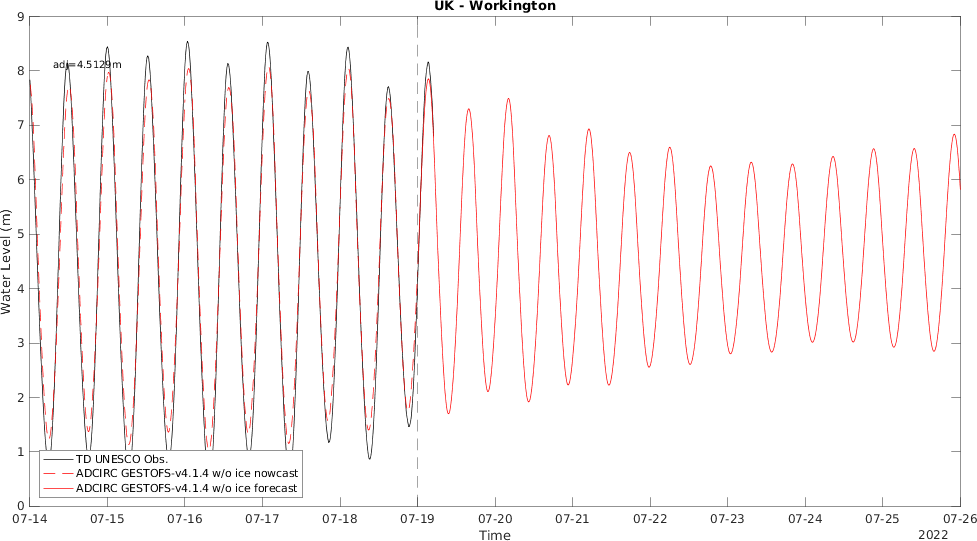 UK - Workington
adj=4.5129m
Water Level (m)
9
8
7
6
5
4
3
2
1
0
TD UNESCO Obs.
ADCIRC GESTOFS-v4.1.4 w/o ice nowcast
ADCIRC GESTOFS-v4.1.4 w/o ice forecast
07-14 07-15 07-16 07-17 07-18 07-19 07-20 07-21 07-22 07-23 07-24 07-25 07-26
Time
2022